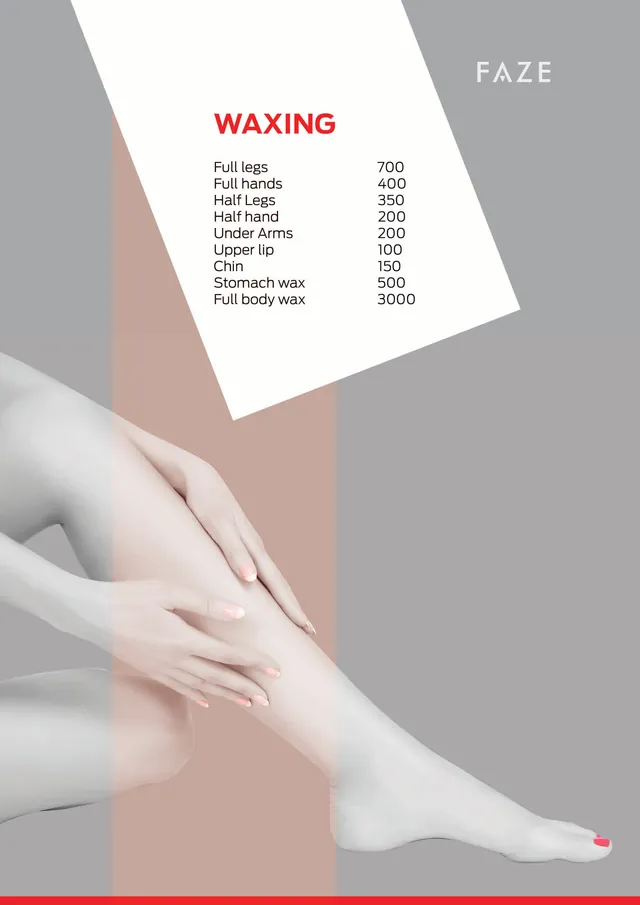 FAZE
WAXING
Full legs 700
Full hands 400
Half Legs 350
Half hand 200
Under Arms 200
Upper lip 100
Chin 150
Stomach wax 500
Full body wax 3000